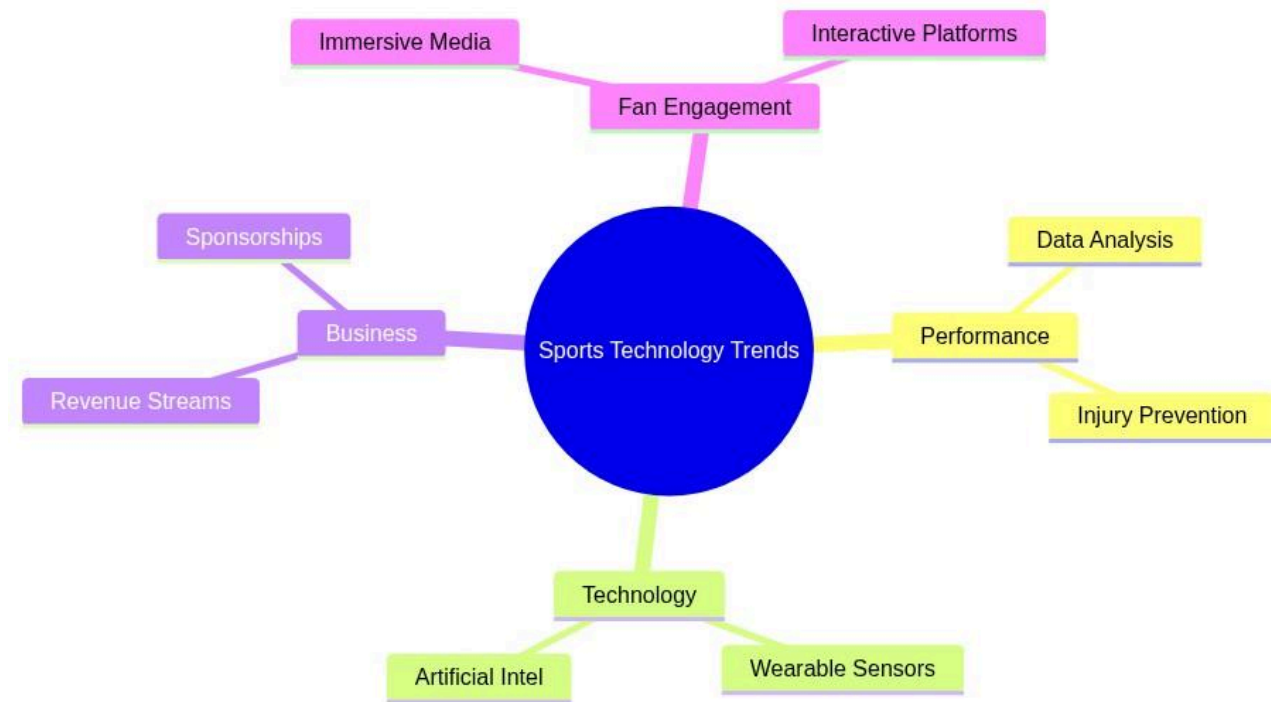 Immersive Media
Interactive Platforms
Fan Engagement
Sponsorships
Data Analysis
Business
Performance
Sports Technology Trends
Revenue Streams
Injury Prevention
Technology
Artificial Intel
Wearable Sensors